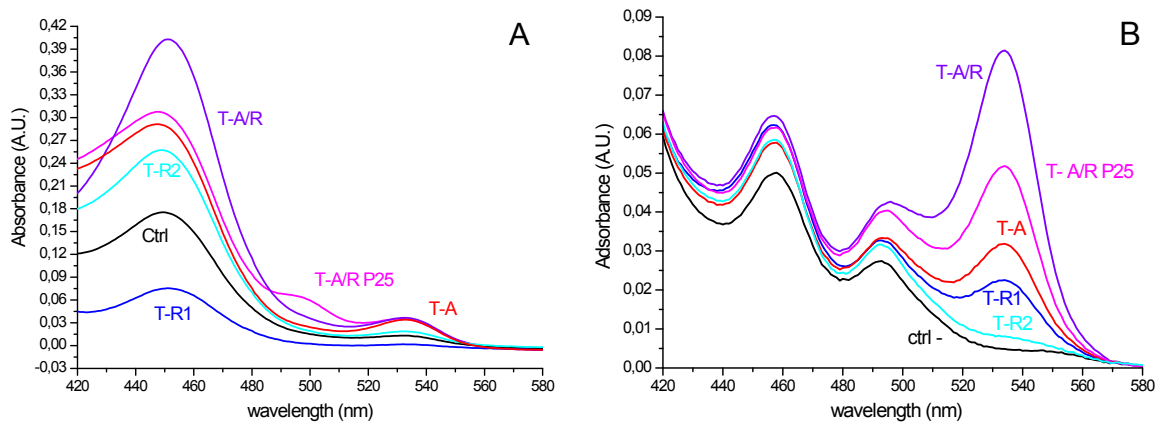 A
0,42
0,39
0,36
0,33
0,30
0,27
0,24
0,21
0,18
0,15
0,12
0,09
0,06
0,03
0,00
-0,03
Absorbance (A.U.)
T-A/R
T-R2
Ctrl
T-A/R P25
T-A
T-R1
420 440 460 480 500 520 540 560 580
wavelength (nm)
B
0,09
0,08
0,07
0,06
0,05
0,04
0,03
0,02
0,01
0,00
Adsorbance (A.U.)
T-A/R
T- A/R P25
T-A
T-R1
T-R2
ctrl -
420 440 460 480 500 520 540 560 580
wavelength (nm)